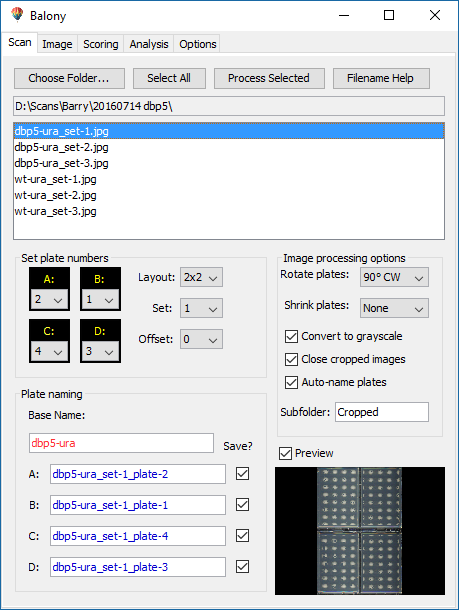 Balony
Scan Image Scoring Analysis Options
Choose Folder... Select All Process Selected Filename Help
D:\Scans\Barry\20160714 dbp5\
dbp5-ura_set-1.jpg
dbp5-ura_set-2.jpg
dbp5-ura_set-3.jpg
wt-ura_set-1.jpg
wt-ura_set-2.jpg
wt-ura_set-3.jpg
Set plate numbers
A: B:
2 1
C: D:
4 3
Layout: 2x2
Set: 1
Offset: 0
Image processing options
Rotate plates: 90° CW
Shrink plates: None
Convert to grayscale
Close cropped images
Auto-name plates
Subfolder: Cropped
Plate naming
Base Name:
dbp5-ura
Save?
A: dbp5-ura_set-1_plate-2
B: dbp5-ura_set-1_plate-1
C: dbp5-ura_set-1_plate-4
D: dbp5-ura_set-1_plate-3
Preview